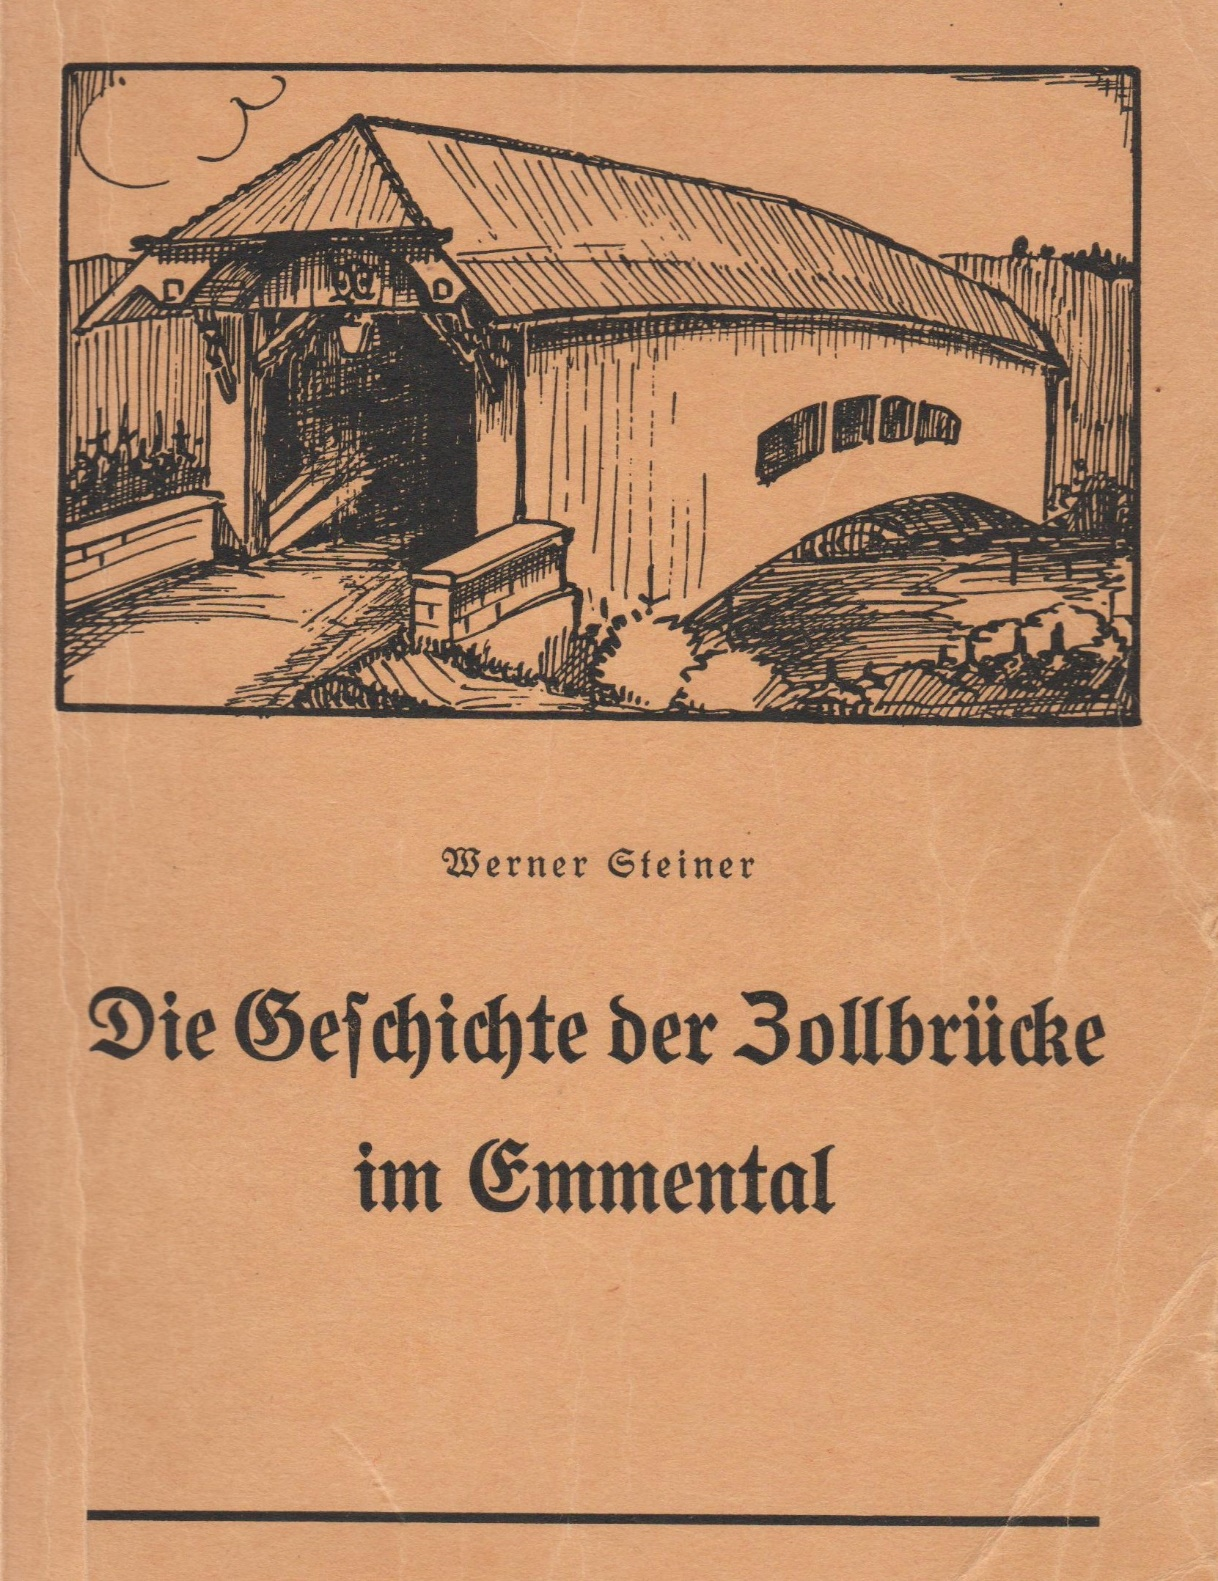 Werner Steiner
Die Geſchichte der Zollbrücke
im Emmental